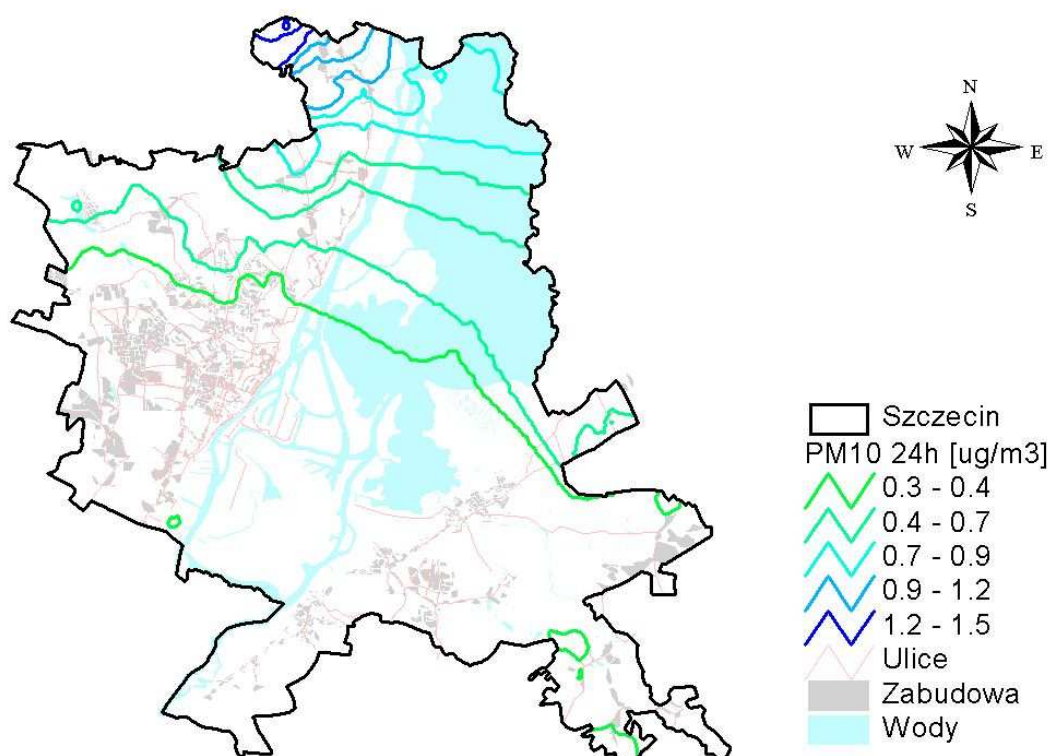 N
W E
S
Szczecin
PM10 24h [ug/m3]
0.3 - 0.4
0.4 - 0.7
0.7 - 0.9
0.9 - 1.2
1.2 - 1.5
Ulice
Zabudowa
Wody